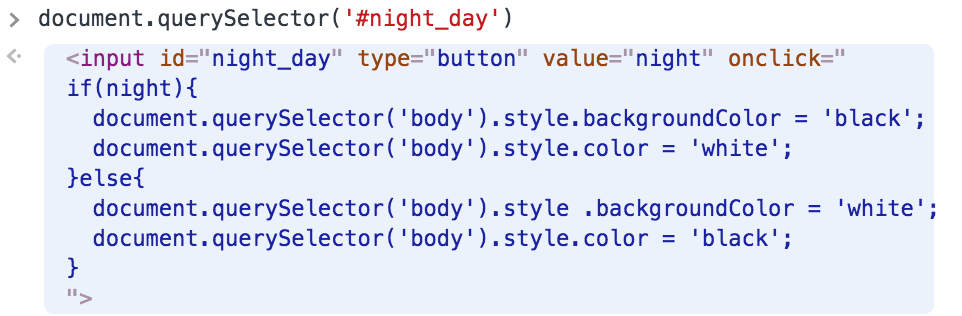 > document.querySelector('#night_day')
<input id="night_day" type="button" value="night" onclick="
if(night){
  document.querySelector('body').style.backgroundColor = 'black';
  document.querySelector('body').style.color = 'white';
}else{
  document.querySelector('body').style .backgroundColor = 'white';
  document.querySelector('body').style.color = 'black';
}
">